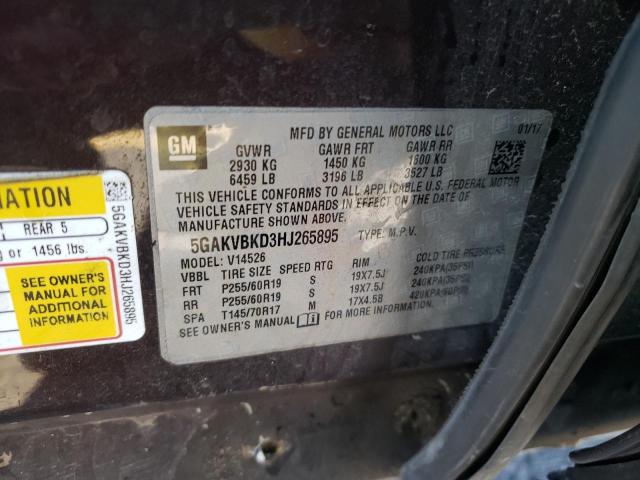 GM
MFD BY GENERAL MOTORS LLC 01/17
GVWR GAWR FRT GAWR RR
2930 KG 1450 KG 1600 KG
6459 LB 3196 LB 3527 LB
THIS VEHICLE CONFORMS TO ALL APPLICABLE U.S. FEDERAL MOTOR
VEHICLE SAFETY AND THEFT PREVENTION STANDARDS IN EFFECT ON THE DATE OF
MANUFACTURE SHOWN ABOVE.
5GAKVBKD3HJ265895 TYPE: M.P.V.
MODEL: V14526
VBBL TIRE SIZE SPEED RTG RIM COLD TIRE PRESSURE
FRT P255/60R19 S 19X7.5J 240KPA(35PSI)
RR P255/60R19 S 19X7.5J 240KPA(35PSI)
SPA T145/70R17 M 17X4.5B 420KPA(60PSI)
SEE OWNER'S MANUAL FOR MORE INFORMATION.
REAR 5
or 1456 lbs.
SEE OWNER'S
MANUAL FOR
ADDITIONAL
INFORMATION
5GAKVBKD3HJ265895